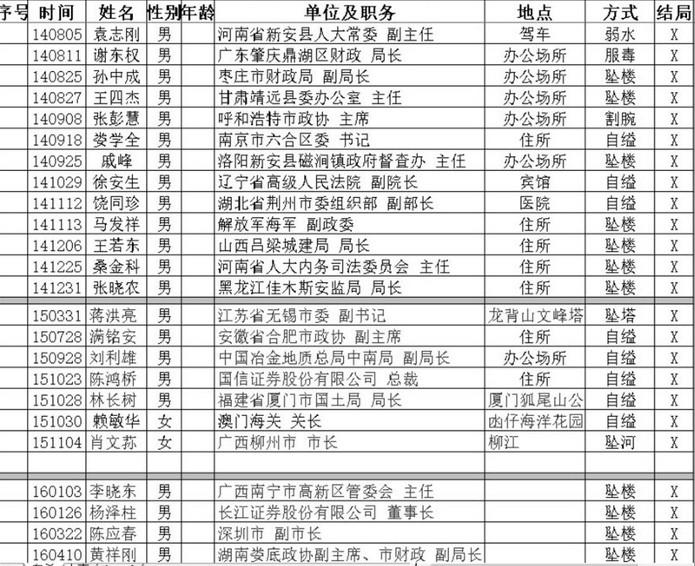 序号 时间 姓名 性别 年龄 单位及职务 地点 方式 结局
140805 袁志刚 男 河南省新安县人大常委 副主任 驾车 弱水 X
140811 谢东权 男 广东肇庆鼎湖区财政 局长 办公场所 服毒 X
140825 孙中成 男 枣庄市财政局 副局长 办公场所 坠楼 X
140827 王四杰 男 甘肃靖远县委办公室 主任 办公场所 坠楼 X
140908 张彭慧 男 呼和浩特市政协 主席 办公场所 割腕 X
140918 娄学全 男 南京市六合区委 书记 住所 自缢 X
140925 戚峰 男 洛阳新安县磁涧镇政府督查办 主任 办公场所 坠楼 X
141029 徐安生 男 辽宁省高级人民法院 副院长 宾馆 自缢 X
141112 饶同珍 男 湖北省荆州市委组织部 副部长 医院 自缢 X
141113 马发祥 男 解放军海军 副政委 住所 坠楼 X
141206 王若东 男 山西吕梁城建局 局长 住所 坠楼 X
141225 桑金科 男 河南省人大内务司法委员会 主任 住所 坠楼 X
141231 张晓农 男 黑龙江佳木斯安监局 局长 住所 坠楼 X
150331 蒋洪亮 男 江苏省无锡市委 副书记 龙背山文峰塔 坠塔 X
150728 满铭安 男 安徽省合肥市政协 副主席 住所 自缢 X
150928 刘利雄 男 中国冶金地质总局中南局 副局长 办公场所 自缢 X
151023 陈鸿桥 男 国信证券股份有限公司 总裁 住所 自缢 X
151028 林长树 男 福建省厦门市国土局 局长 厦门狐尾山公 自缢 X
151030 赖敏华 女 澳门海关 关长 凼仔海洋花园 自缢 X
151104 肖文荪 女 广西柳州市 市长 柳江 坠河 X
160103 李晓东 男 广西南宁市高新区管委会 主任 坠楼 X
160126 杨泽柱 男 长江证券股份有限公司 董事长 坠楼 X
160322 陈应春 男 深圳市 副市长 坠楼 X
160410 黄祥刚 男 湖南娄底政协副主席、市财政 副局长 坠楼 X